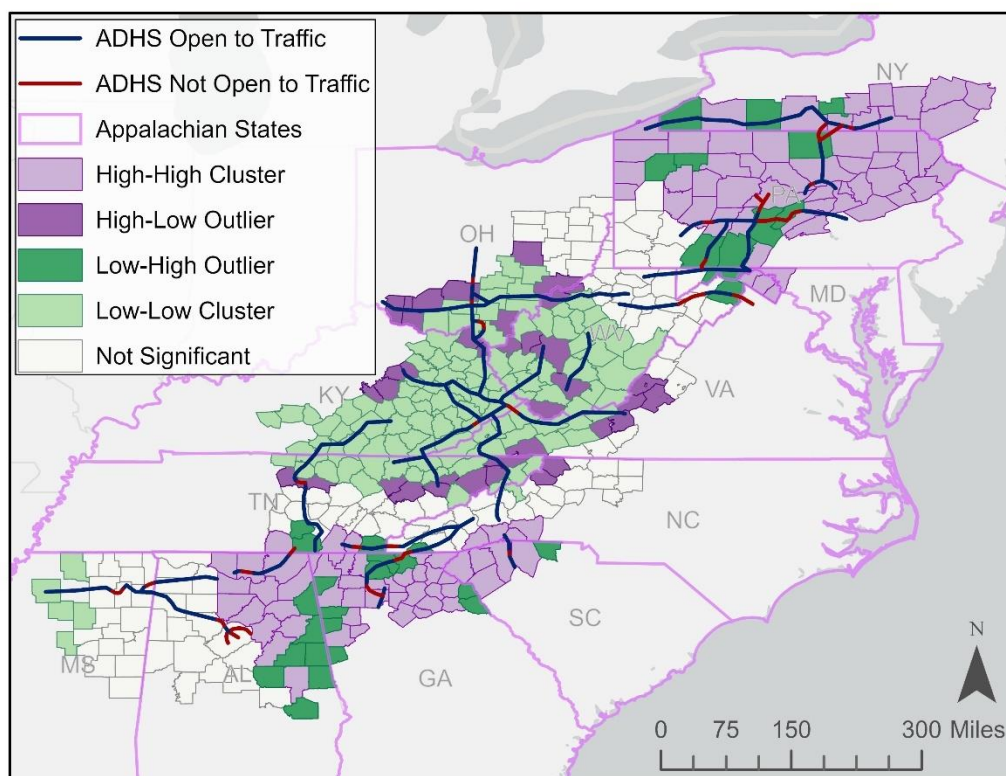 ADHS Open to Traffic
ADHS Not Open to Traffic
Appalachian States
High-High Cluster
High-Low Outlier
Low-High Outlier
Low-Low Cluster
Not Significant
NY
PA
OH
MD
WV
KY
VA
TN
NC
SC
MS
AL
GA
N
0 75 150 300 Miles